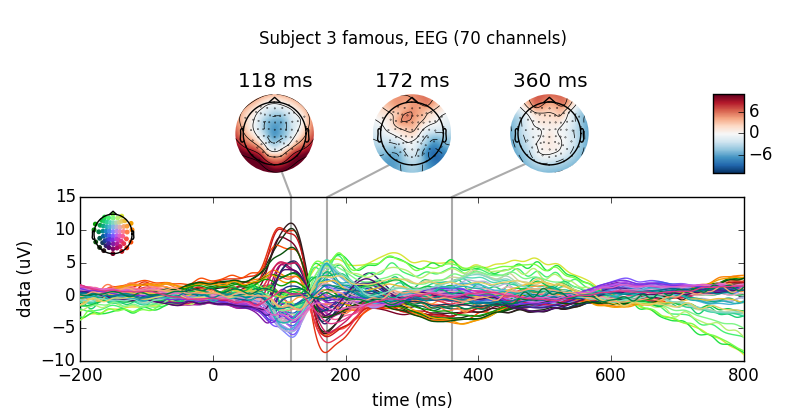 Subject 3 famous, EEG (70 channels)
118 ms 172 ms 360 ms
6
0
−6
15
10
5
0
−5
−10
data (uV)
−200 0 200 400 600 800
time (ms)